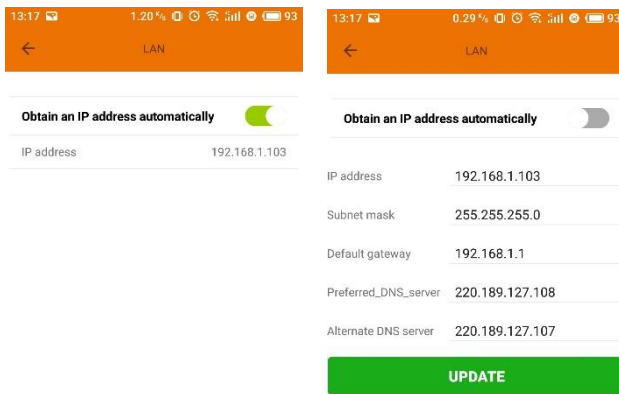 13:17 1.20 K/s 93
LAN
Obtain an IP address automatically
IP address 192.168.1.103
13:17 0.29 K/s 93
LAN
Obtain an IP address automatically
IP address 192.168.1.103
Subnet mask 255.255.255.0
Default gateway 192.168.1.1
Preferred_DNS_server 220.189.127.108
Alternate DNS server 220.189.127.107
UPDATE